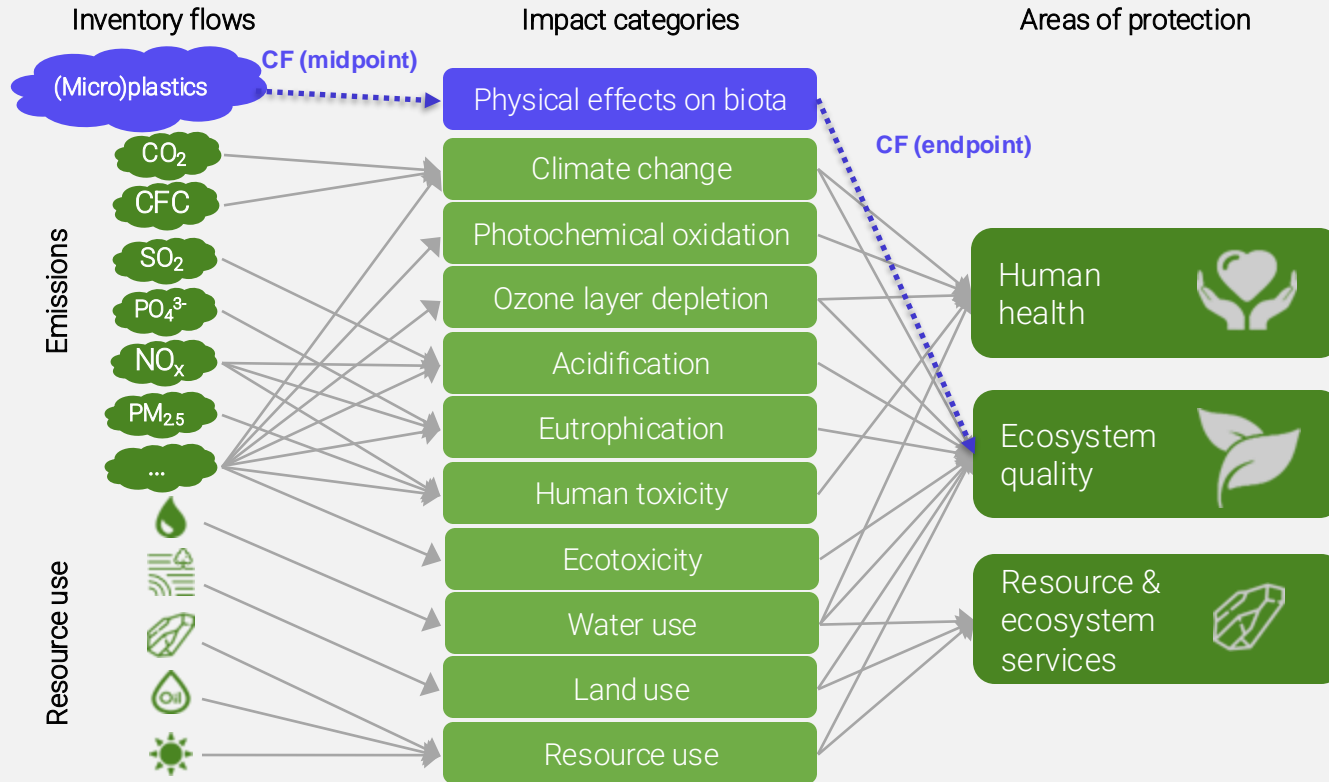 Inventory flows
Impact categories
Areas of protection
(Micro)plastics
CF (midpoint)
Physical effects on biota
CF (endpoint)
Emissions
CO₂
CFC
SO₂
PO₄³⁻
NOₓ
PM₂.₅
...
Resource use
Oil
Climate change
Photochemical oxidation
Ozone layer depletion
Acidification
Eutrophication
Human toxicity
Ecotoxicity
Water use
Land use
Resource use
Human
health
Ecosystem
quality
Resource &
ecosystem
services